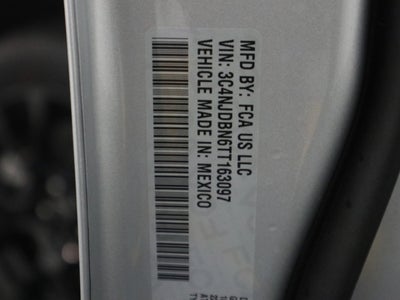 MFD BY: FCA US LLC
VIN: 3C4NJDBN6TT163097
VEHICLE MADE IN: MEXICO